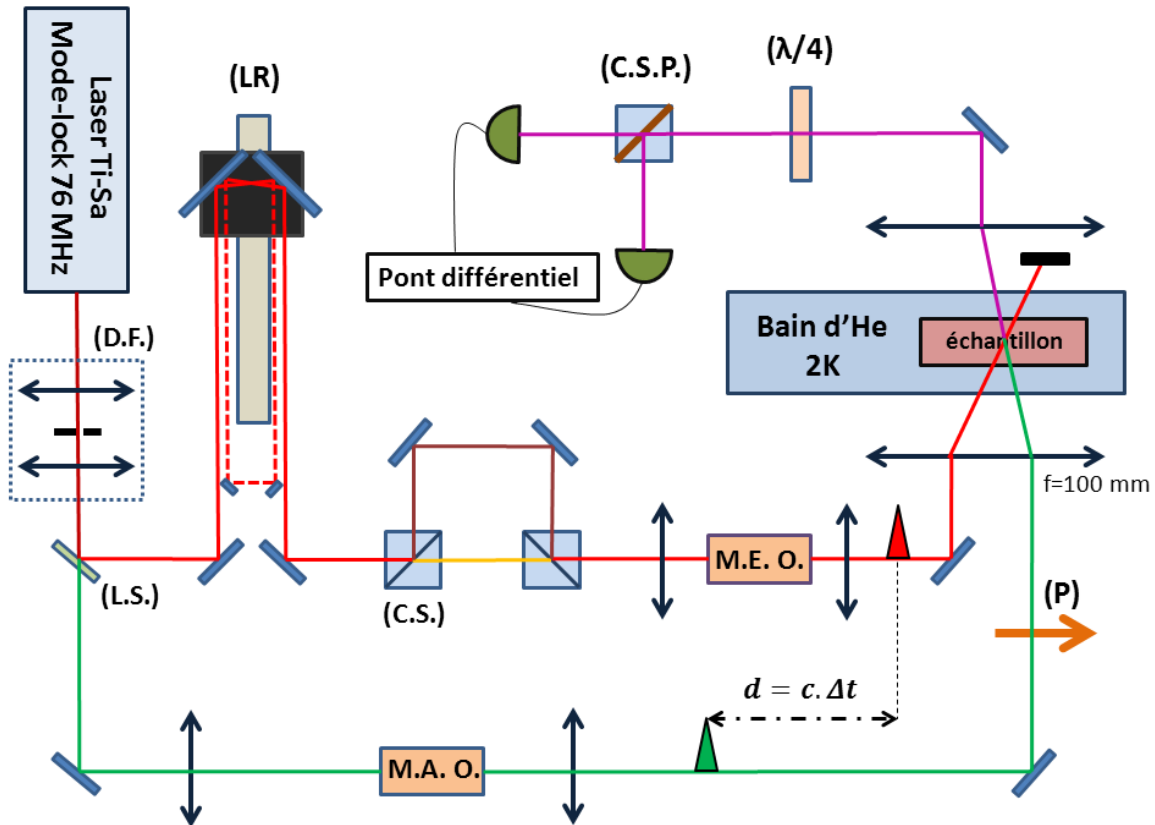 Laser Ti-Sa
Mode-lock 76 MHz
(LR)
(C.S.P.)
(λ/4)
Pont différentiel
(D.F.)
Bain d’He
2K
échantillon
f=100 mm
(L.S.)
(C.S.)
M.E. O.
(P)
d = c. Δt
M.A. O.